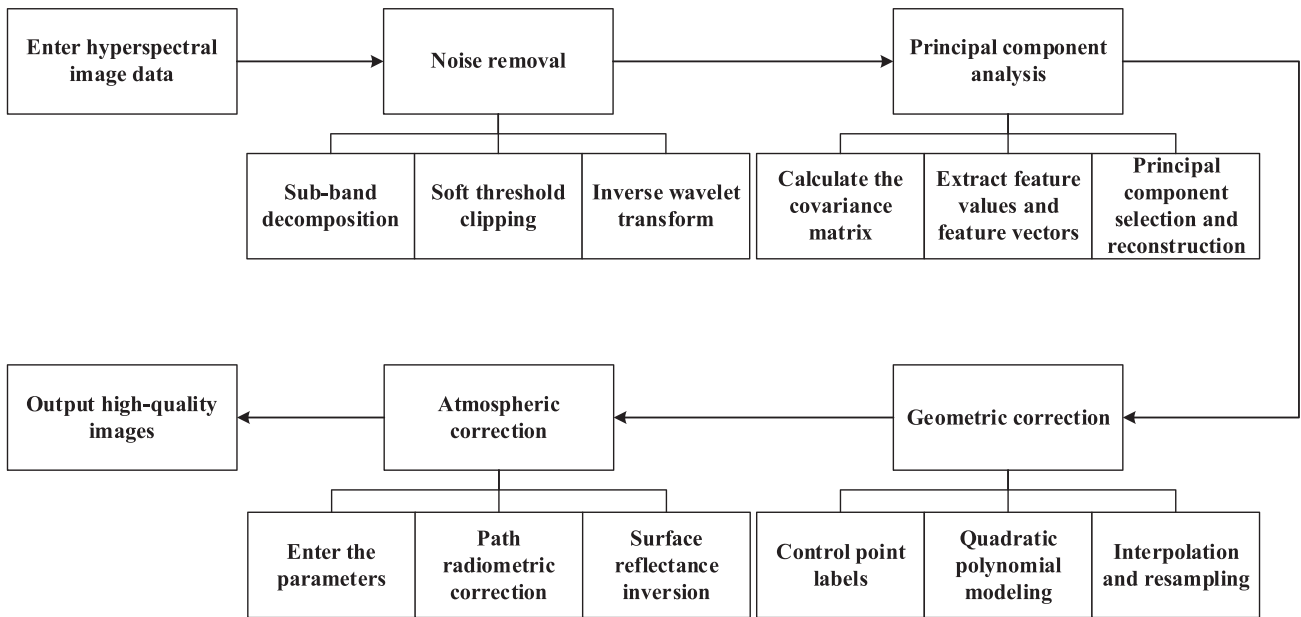 Enter hyperspectral
image data
Noise removal
Principal component
analysis
Sub-band
decomposition
Soft threshold
clipping
Inverse wavelet
transform
Calculate the
covariance
matrix
Extract feature
values and
feature vectors
Principal
component
selection and
reconstruction
Output high-quality
images
Atmospheric
correction
Geometric correction
Enter the
parameters
Path
radiometric
correction
Surface
reflectance
inversion
Control point
labels
Quadratic
polynomial
modeling
Interpolation
and resampling